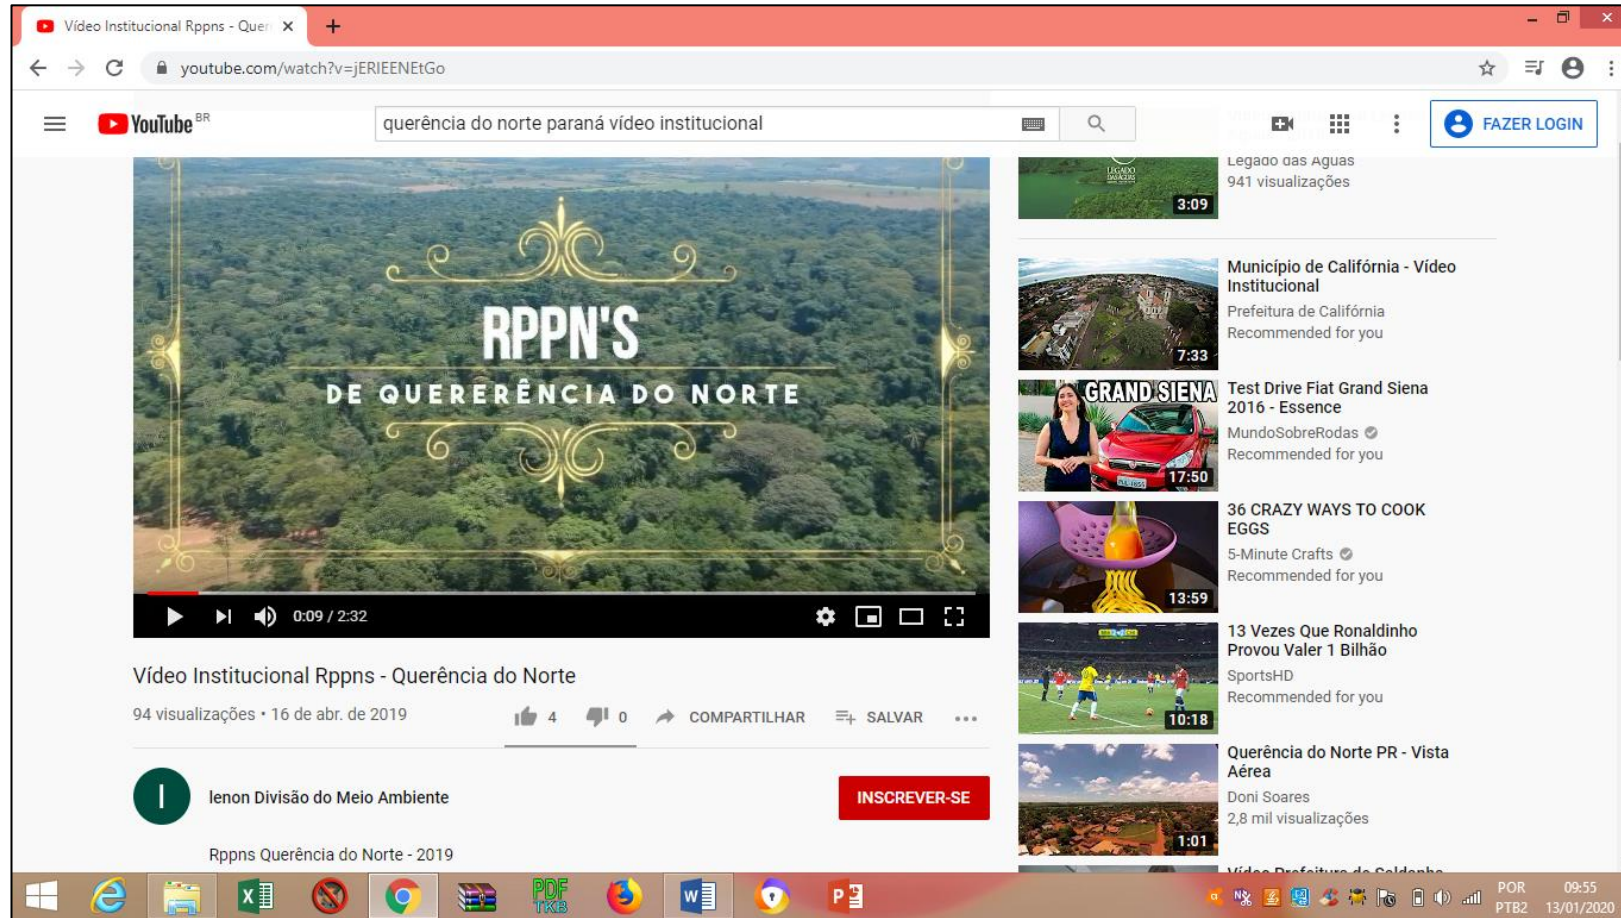 Vídeo Institucional Rppns - Quer
youtube.com/watch?v=jERIEENEtGo
YouTube BR
querência do norte paraná vídeo institucional
FAZER LOGIN
RPPN'S
DE QUERERÊNCIA DO NORTE
0:09 / 2:32
Vídeo Institucional Rppns - Querência do Norte
94 visualizações • 16 de abr. de 2019
4
0
COMPARTILHAR
SALVAR
lenon Divisão do Meio Ambiente
INSCREVER-SE
Rppns Querência do Norte - 2019
LEGADO
DAS ÁGUAS
3:09
Legado das Águas
941 visualizações
7:33
Município de Califórnia - Vídeo
Institucional
Prefeitura de Califórnia
Recommended for you
GRAND SIENA
17:50
Test Drive Fiat Grand Siena
2016 - Essence
MundoSobreRodas
Recommended for you
13:59
36 CRAZY WAYS TO COOK
EGGS
5-Minute Crafts
Recommended for you
10:18
13 Vezes Que Ronaldinho
Provou Valer 1 Bilhão
SportsHD
Recommended for you
1:01
Querência do Norte PR - Vista
Aérea
Doni Soares
2,8 mil visualizações
PDF
TKB
POR
PTB2
09:55
13/01/2020